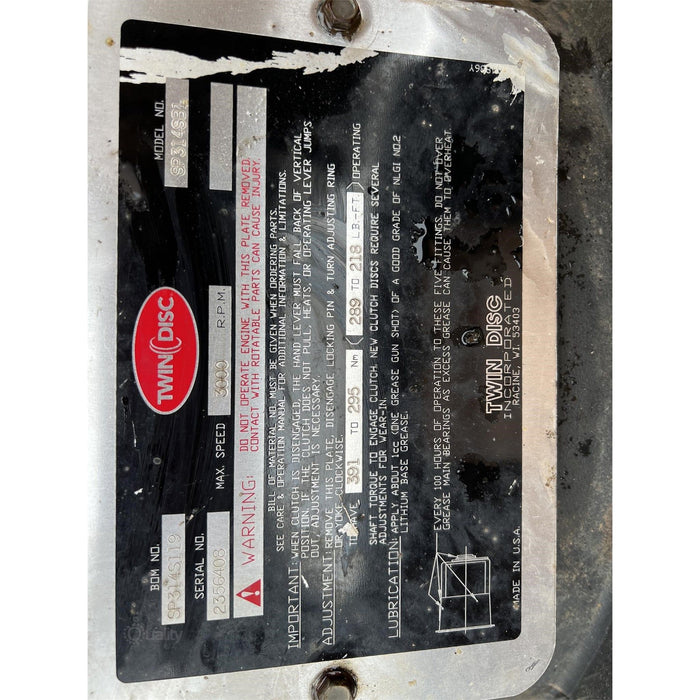 TWIN DISC
BOM NO.
SP314S119
MODEL NO.
SP314S31
SERIAL NO.
2356408
MAX. SPEED 3000 R.P.M.
WARNING: DO NOT OPERATE ENGINE WITH THIS PLATE REMOVED.
CONTACT WITH ROTATABLE PARTS CAN CAUSE INJURY.
BILL OF MATERIAL NO. MUST BE GIVEN WHEN ORDERING PARTS.
SEE CARE & OPERATION MANUAL FOR ADDITIONAL INFORMATION & LIMITATIONS.
IMPORTANT: WHEN CLUTCH IS DISENGAGED, THE HAND LEVER MUST FALL BACK OF VERTICAL
POSITION. IF THE CLUTCH DOES NOT PULL, HEATS, OR OPERATING LEVER JUMPS
OUT, ADJUSTMENT IS NECESSARY.
ADJUSTMENT: REMOVE THIS PLATE, DISENGAGE LOCKING PIN & TURN ADJUSTING RING
OR YOKE CLOCKWISE
TO HAVE 391 TO 295 Nm (289 TO 218 LB.-FT.) OPERATING
SHAFT TORQUE TO ENGAGE CLUTCH. NEW CLUTCH DISCS REQUIRE SEVERAL
ADJUSTMENTS FOR WEAR-IN.
LUBRICATION: APPLY ABOUT 1cc (ONE GREASE GUN SHOT) OF A GOOD GRADE OF NLGI NO.2
LITHIUM BASE GREASE.
EVERY 100 HOURS OF OPERATION TO THESE FIVE FITTINGS. DO NOT OVER
GREASE MAIN BEARINGS AS EXCESS GREASE CAN CAUSE THEM TO OVERHEAT.
TWIN DISC
INCORPORATED
RACINE, WI 53403
MADE IN U.S.A.
Quality